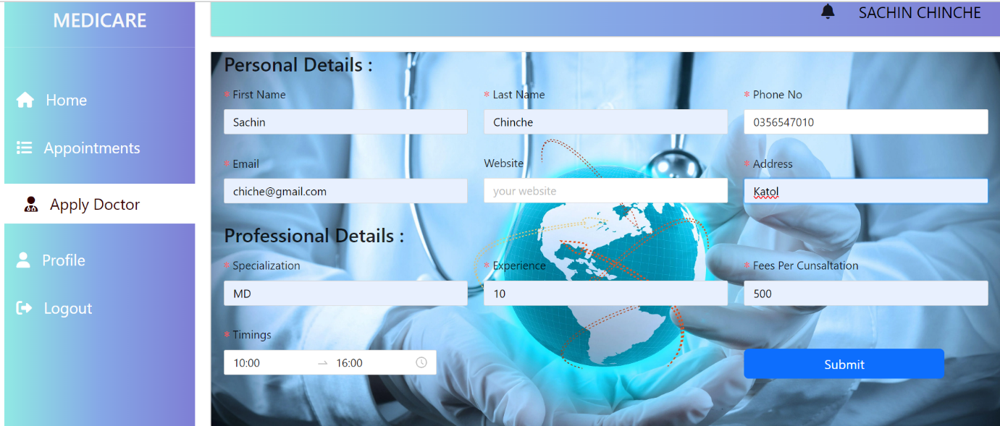 MEDICARE
SACHIN CHINCHE
Home
Appointments
Apply Doctor
Profile
Logout
Personal Details :
* First Name * Last Name * Phone No
Sachin Chinche 0356547010
* Email Website * Address
chiche@gmail.com your website Katol
Professional Details :
* Specialization * Experience * Fees Per Cunsaltation
MD 10 500
* Timings
10:00 → 16:00
Submit